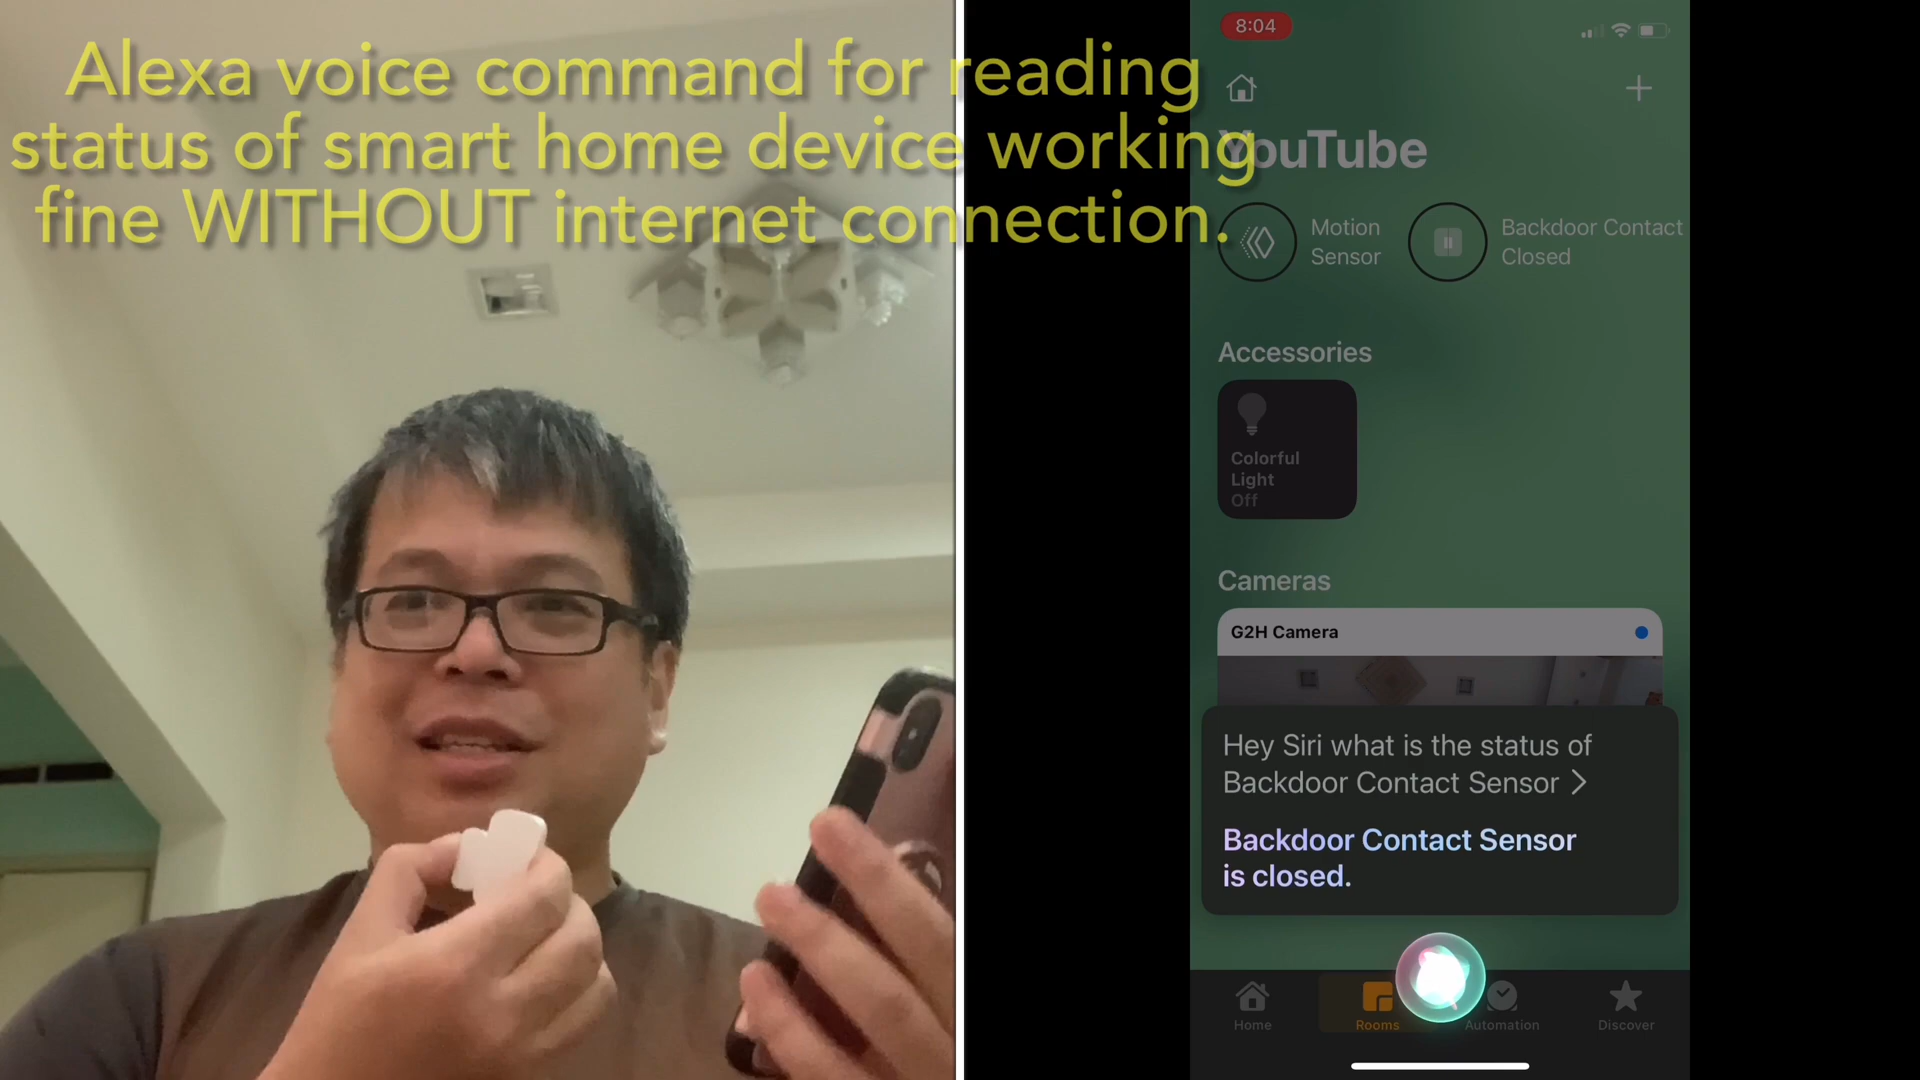 Alexa voice command for reading
status of smart home device working
fine WITHOUT internet connection.
8:04
YouTube
Motion
Sensor
Backdoor Contact
Closed
Accessories
Colorful
Light
Off
Cameras
G2H Camera
Hey Siri what is the status of
Backdoor Contact Sensor >
Backdoor Contact Sensor
is closed.
Home
Rooms
Automation
Discover